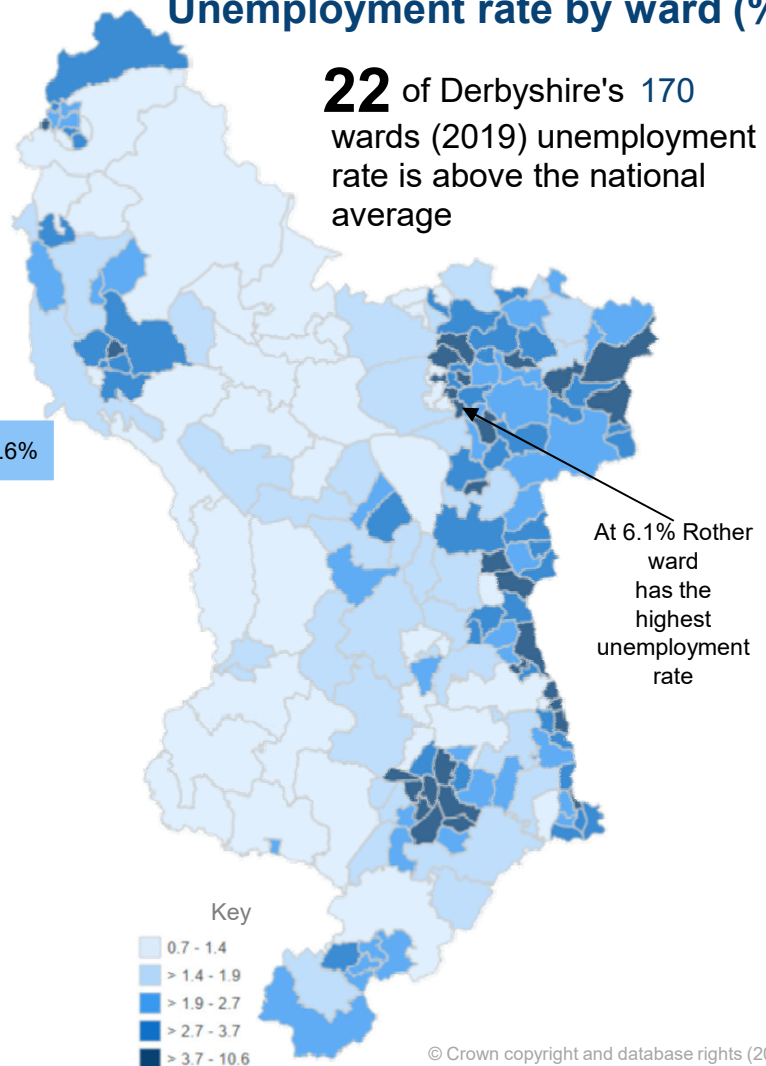 Unemployment rate by ward (%
22 of Derbyshire's 170
wards (2019) unemployment
rate is above the national
average
.6%
At 6.1% Rother
ward
has the
highest
unemployment
rate
Key
0.7 - 1.4
> 1.4 - 1.9
> 1.9 - 2.7
> 2.7 - 3.7
> 3.7 - 10.6
© Crown copyright and database rights (20